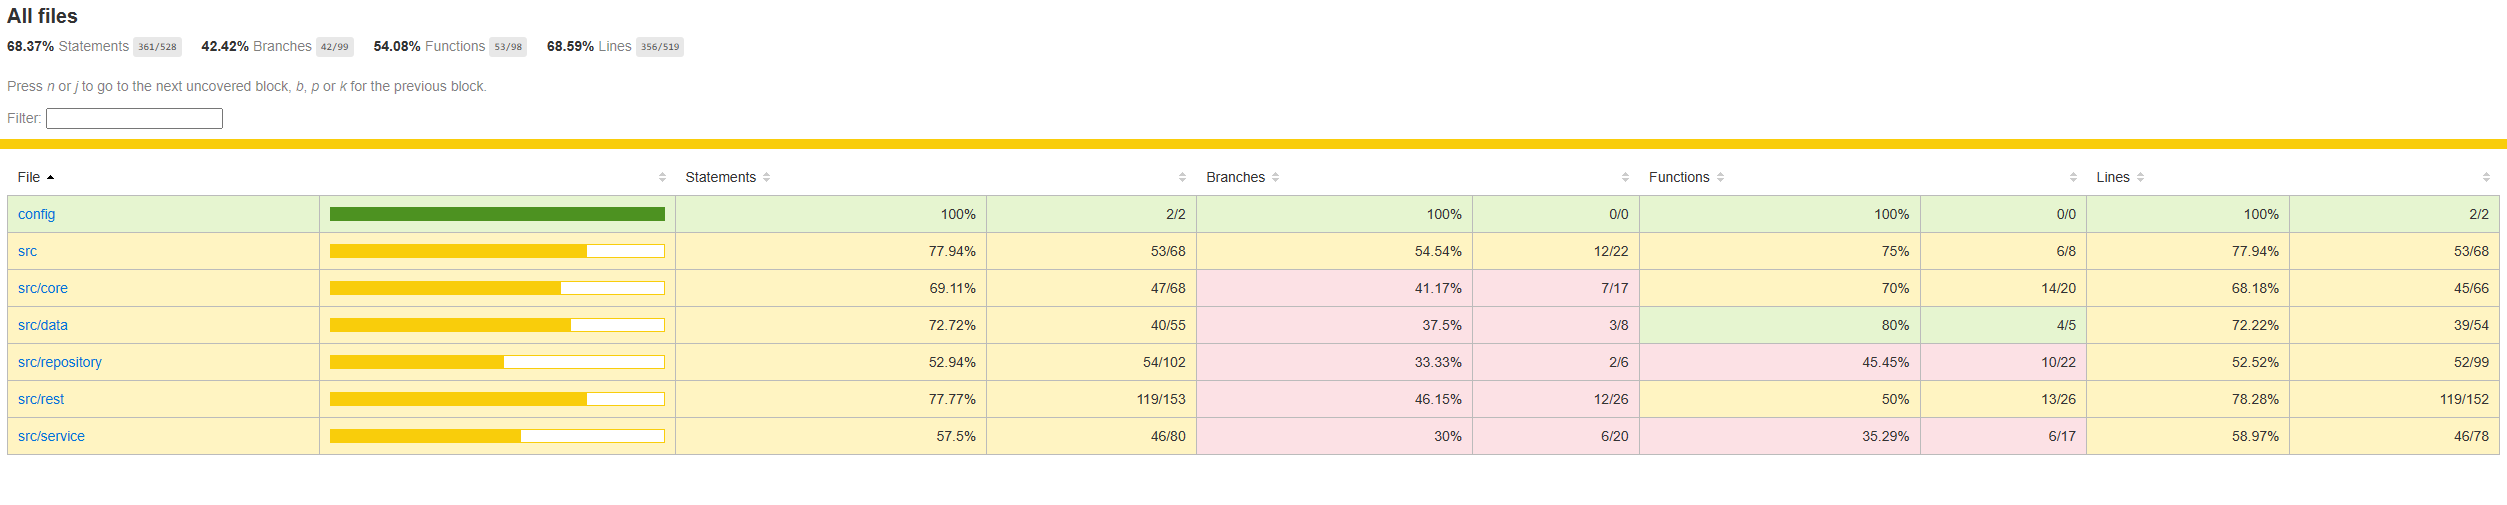 All files
68.37% Statements 361/528 42.42% Branches 42/99 54.08% Functions 53/98 68.59% Lines 356/519
Press n or j to go to the next uncovered block, b, p or k for the previous block.
Filter:
File Statements Branches Functions Lines
config 100% 2/2 100% 0/0 100% 0/0 100% 2/2
src 77.94% 53/68 54.54% 12/22 75% 6/8 77.94% 53/68
src/core 69.11% 47/68 41.17% 7/17 70% 14/20 68.18% 45/66
src/data 72.72% 40/55 37.5% 3/8 80% 4/5 72.22% 39/54
src/repository 52.94% 54/102 33.33% 2/6 45.45% 10/22 52.52% 52/99
src/rest 77.77% 119/153 46.15% 12/26 50% 13/26 78.28% 119/152
src/service 57.5% 46/80 30% 6/20 35.29% 6/17 58.97% 46/78